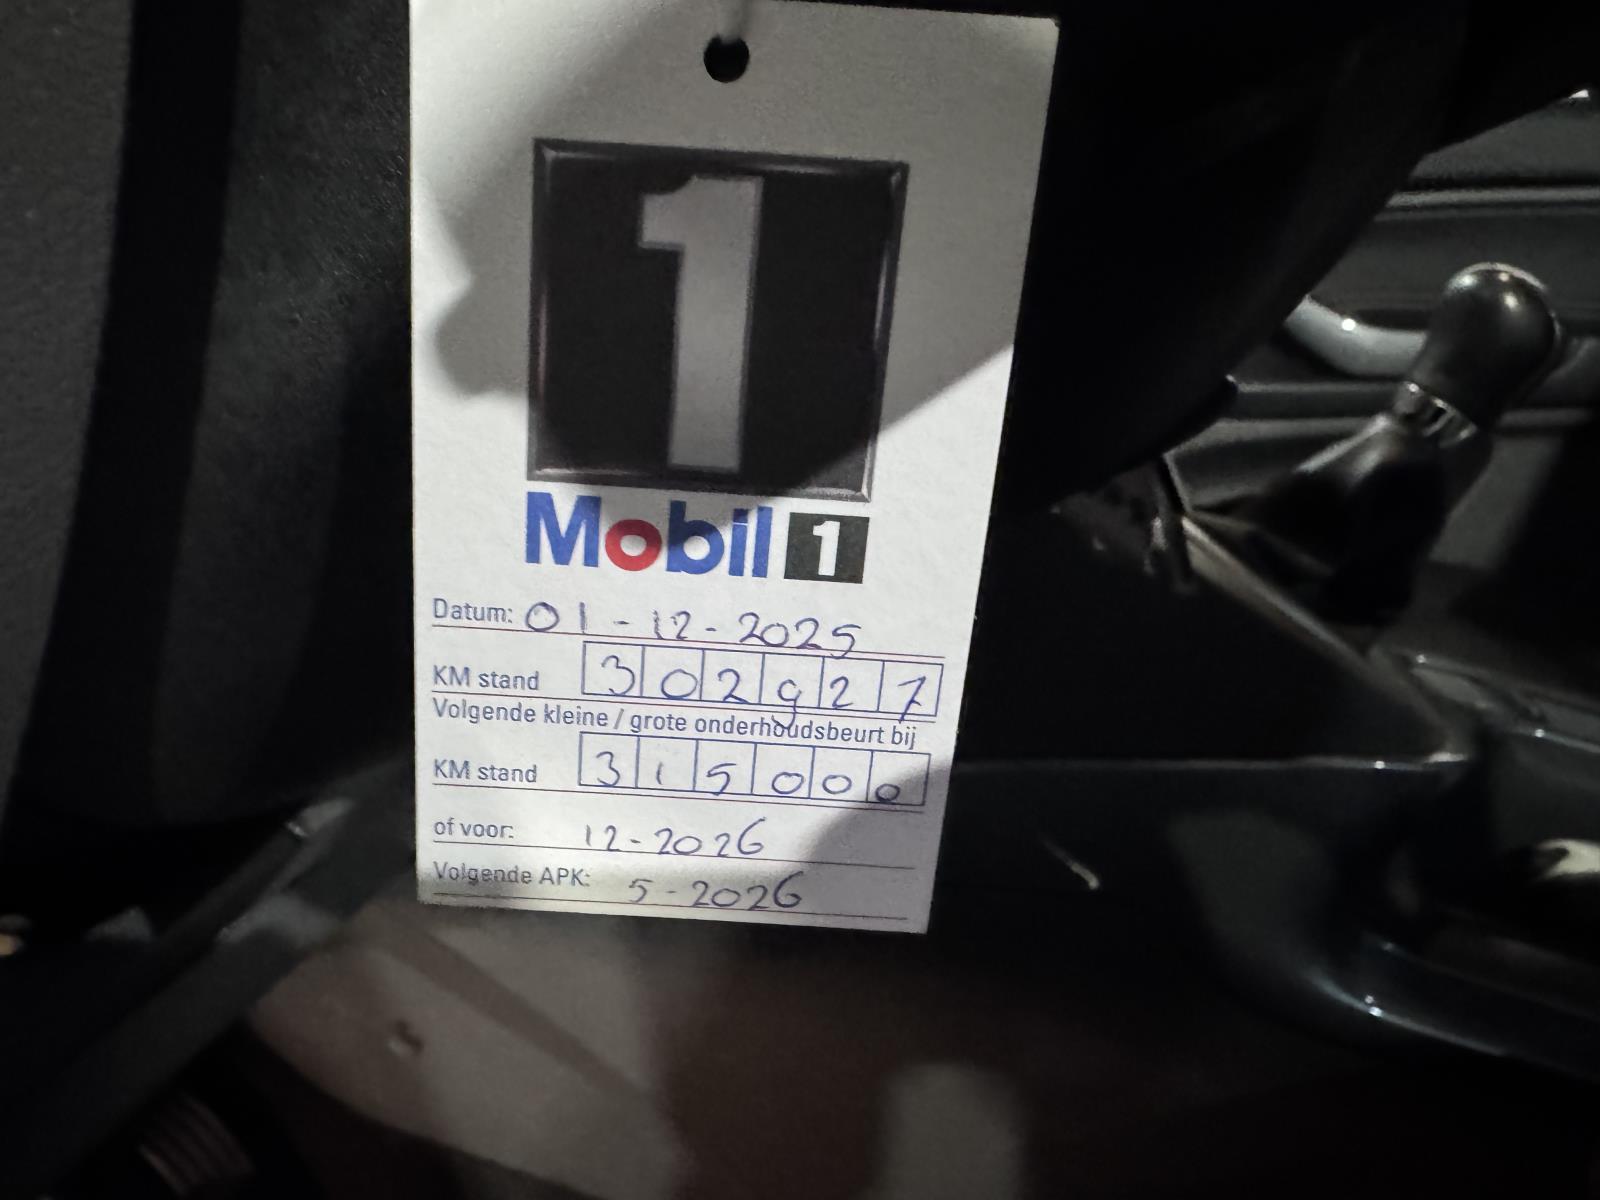 1
Mobil 1
Datum: 01-12-2025
KM stand 302927
Volgende kleine / grote onderhoudsbeurt bij
KM stand 315000
of voor: 12-2026
Volgende APK: 5-2026